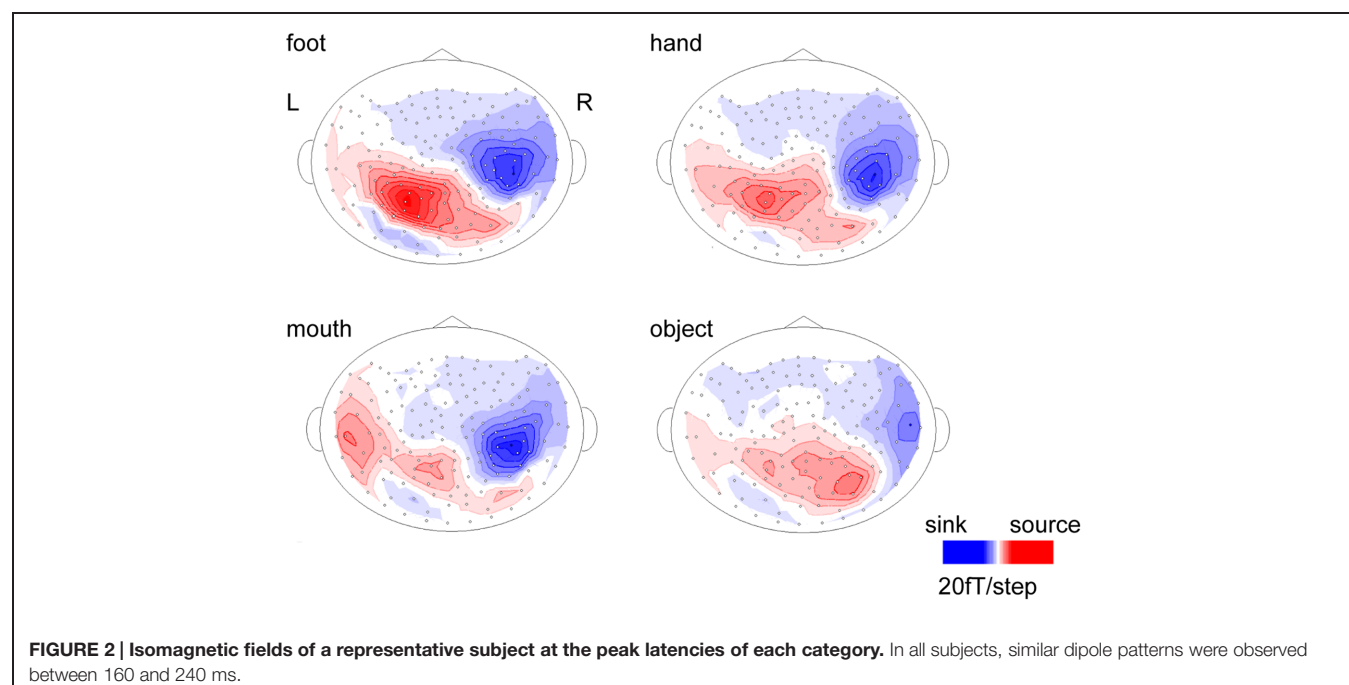 foot
hand
L
R
mouth
object
sink source
20fT/step
FIGURE 2 | Isomagnetic fields of a representative subject at the peak latencies of each category. In all subjects, similar dipole patterns were observed
between 160 and 240 ms.